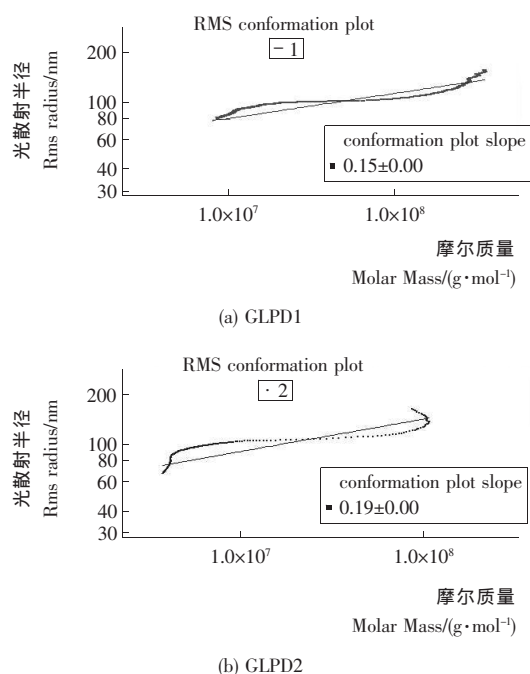 RMS conformation plot
- 1
200
100
80
60
40
30
光散射半径
Rms radius/nm
conformation plot slope
▪ 0.15±0.00
1.0×10⁷
1.0×10⁸
摩尔质量
Molar Mass/(g·mol⁻¹)
(a) GLPD1
RMS conformation plot
· 2
200
100
80
60
40
30
光散射半径
Rms radius/nm
conformation plot slope
▪ 0.19±0.00
1.0×10⁷
1.0×10⁸
摩尔质量
Molar Mass/(g·mol⁻¹)
(b) GLPD2